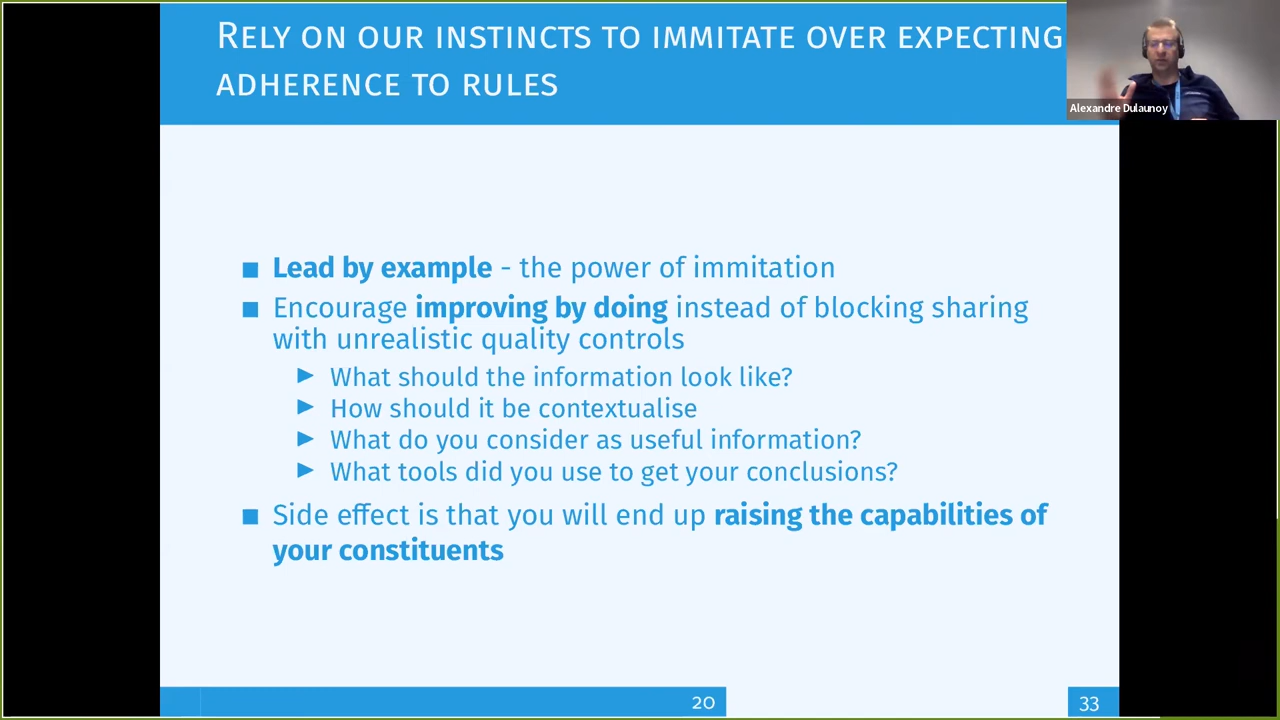 RELY ON OUR INSTINCTS TO IMMITATE OVER EXPECTING
ADHERENCE TO RULES
Alexandre Dulaunoy
Lead by example - the power of immitation
Encourage improving by doing instead of blocking sharing
with unrealistic quality controls
What should the information look like?
How should it be contextualise
What do you consider as useful information?
What tools did you use to get your conclusions?
Side effect is that you will end up raising the capabilities of
your constituents
20
33